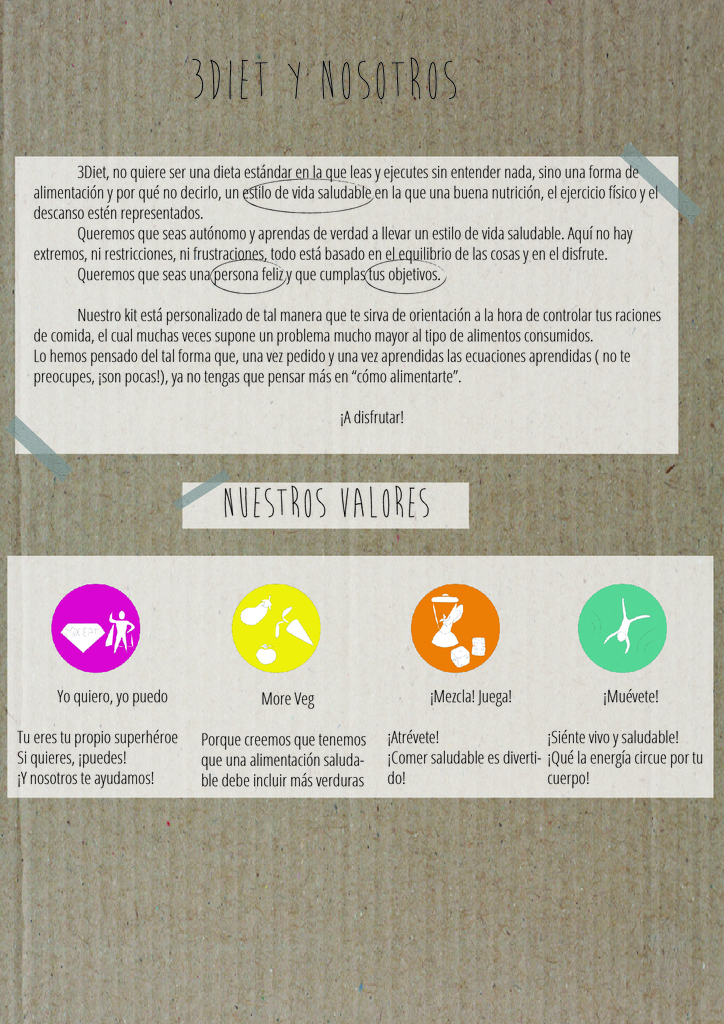 3DIET Y NOSOTROS
3Diet, no quiere ser una dieta estándar en la que leas y ejecutes sin entender nada, sino una forma de
alimentación y por qué no decirlo, un estilo de vida saludable en la que una buena nutrición, el ejercicio físico y el
descanso estén representados.
Queremos que seas autónomo y aprendas de verdad a llevar un estilo de vida saludable. Aquí no hay
extremos, ni restricciones, ni frustraciones, todo está basado en el equilibrio de las cosas y en el disfrute.
Queremos que seas una persona feliz y que cumplas tus objetivos.
Nuestro kit está personalizado de tal manera que te sirva de orientación a la hora de controlar tus raciones
de comida, el cual muchas veces supone un problema mucho mayor al tipo de alimentos consumidos.
Lo hemos pensado del tal forma que, una vez pedido y una vez aprendidas las ecuaciones aprendidas ( no te
preocupes, ¡son pocas!), ya no tengas que pensar más en “cómo alimentarte”.
¡A disfrutar!
NUESTROS VALORES
Yo quiero, yo puedo
Tu eres tu propio superhéroe
Si quieres, ¡puedes!
¡Y nosotros te ayudamos!
More Veg
Porque creemos que tenemos
que una alimentación saluda-
ble debe incluir más verduras
¡Mezcla! Juega!
¡Atrévete!
¡Comer saludable es diverti-
do!
¡Muévete!
¡Siénte vivo y saludable!
¡Qué la energía circue por tu
cuerpo!